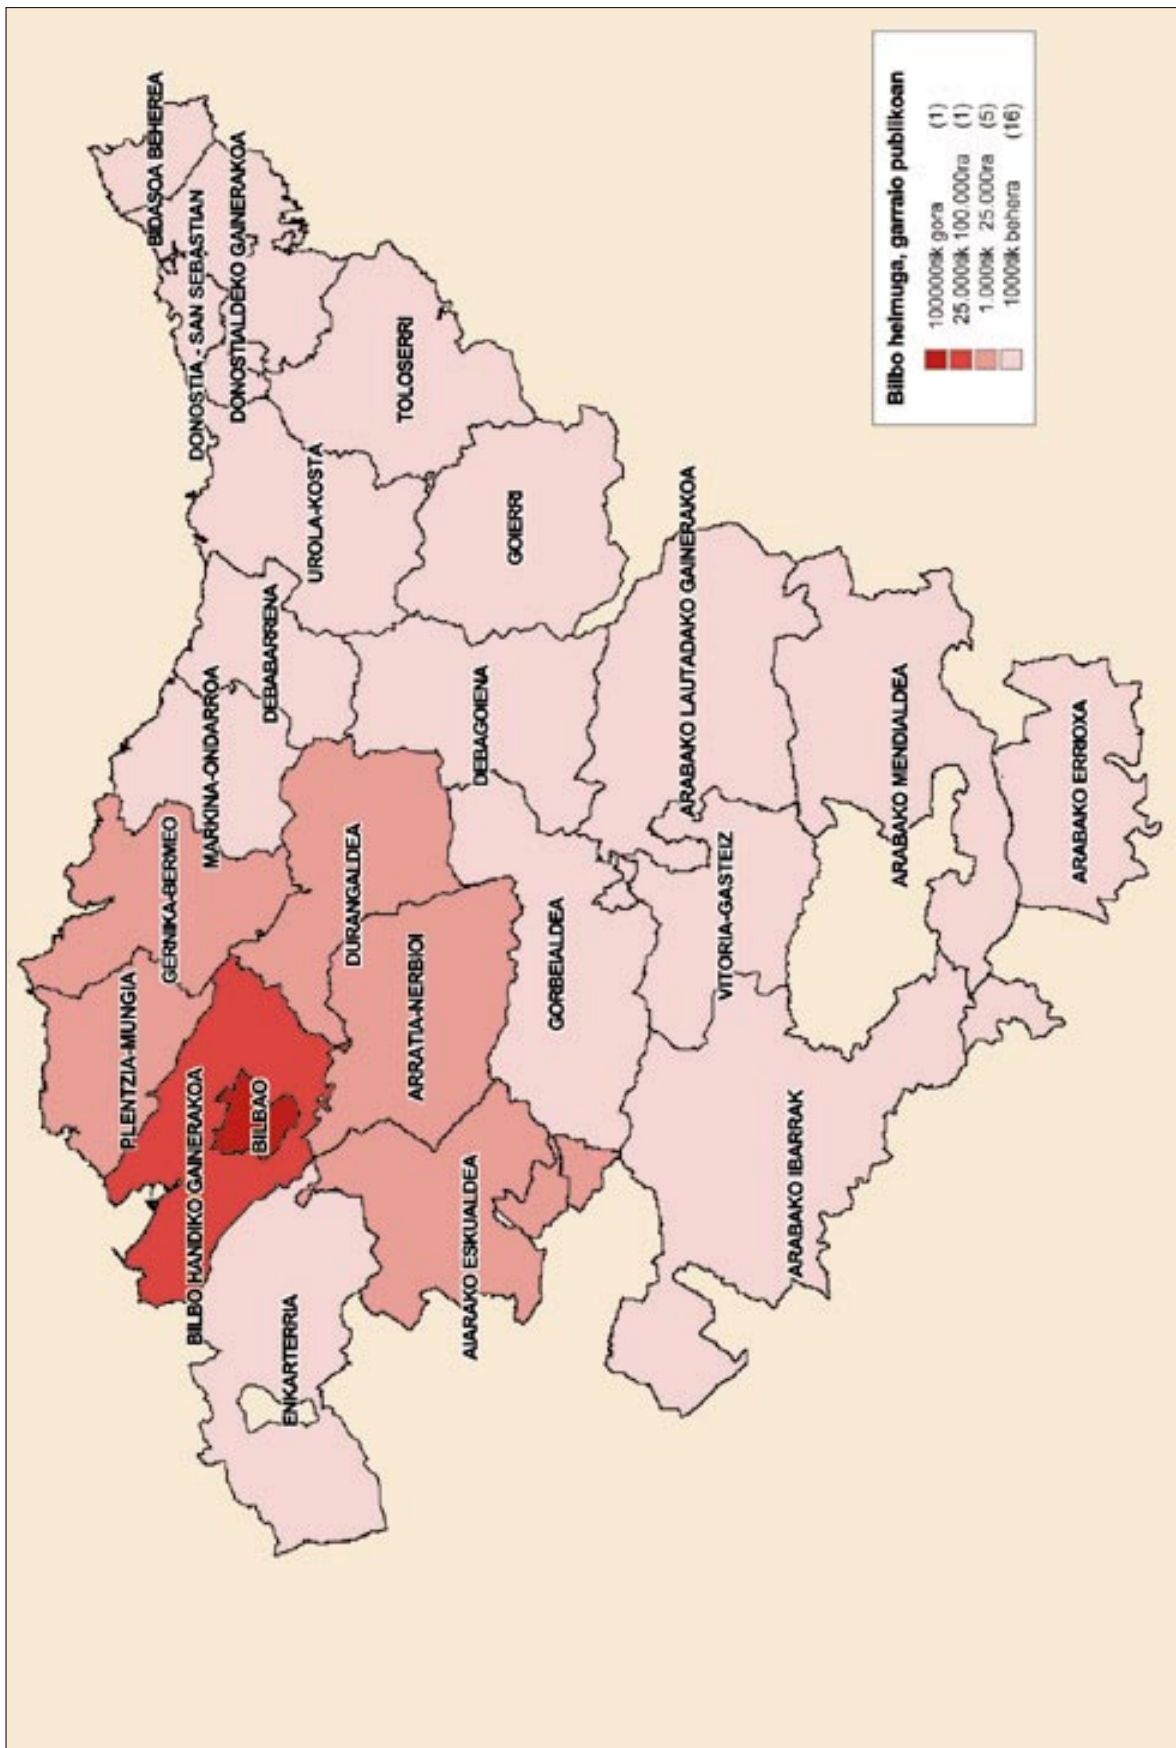 BIDASOA BEHEREA
DONOSTIA - SAN SEBASTIAN
DONOSTIALDEKO GAINERAKOA
TOLOSERRI
UROLA-KOSTA
GOIERRI
DEBABARRENA
MARKINA-ONDARROA
DEBAGOIENA
GERNIKA-BERMEO
DURANGALDEA
PLENTZIA-MUNGIA
ARRATIA-NERBIOI
BILBO HANDIKO GAINERAKOA
BILBAO
ENKARTERRIA
AIARAKO ESKUALDEA
GORBEIALDEA
VITORIA-GASTEIZ
ARABAKO LAUTADAKO GAINERAKOA
ARABAKO IBARRAK
ARABAKO MENDIALDEA
ARABAKO ERRIOXA
Bilbo helmuga, garraio publikoan
100000tik gora (1)
25.000tik 100.000ra (1)
1.000tik 25.000ra (5)
1000tik behera (16)